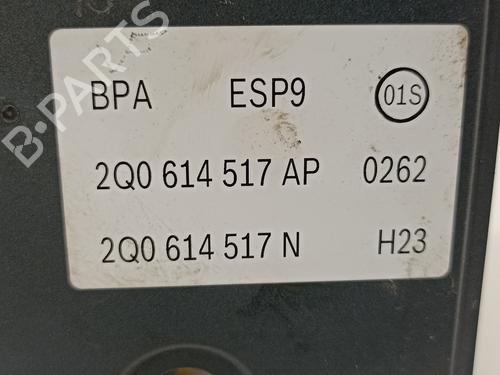 BPA ESP9 01S
2Q0 614 517 AP 0262
2Q0 614 517 N H23
B-PARTS